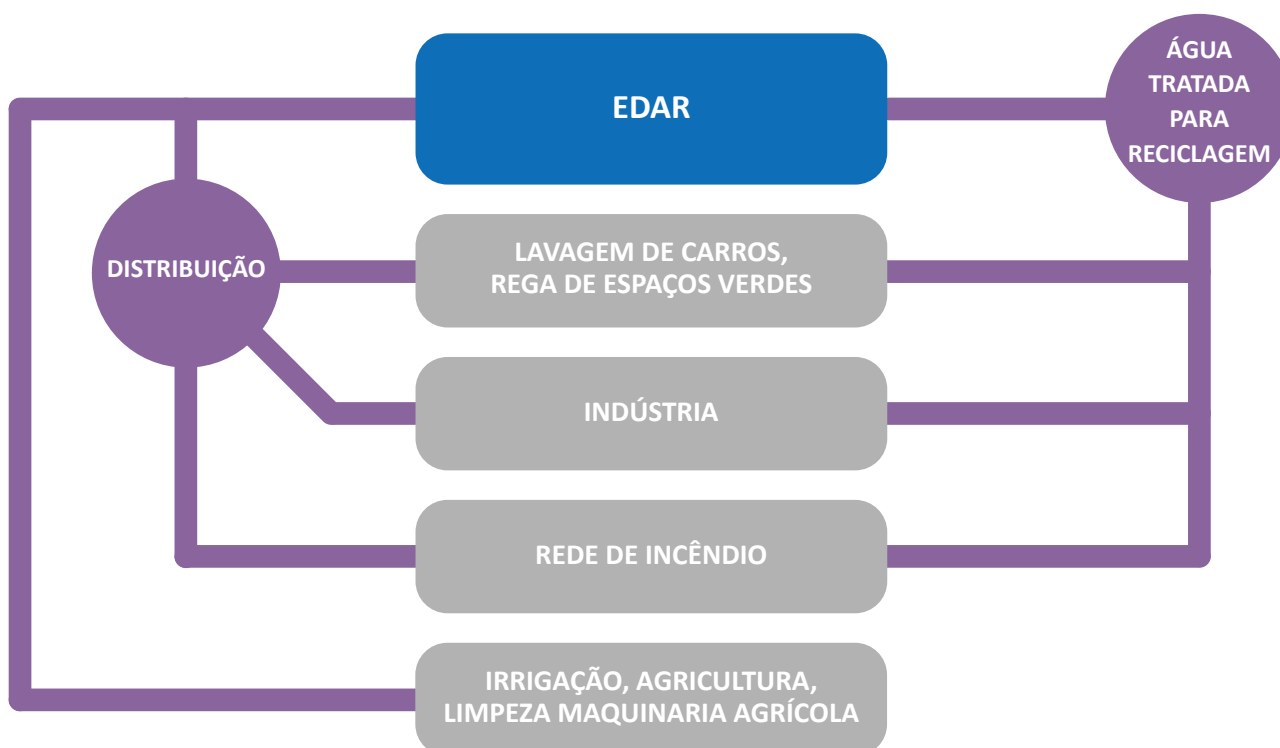 EDAR
ÁGUA
TRATADA
PARA
RECICLAGEM
DISTRIBUIÇÃO
LAVAGEM DE CARROS,
REGA DE ESPAÇOS VERDES
INDÚSTRIA
REDE DE INCÊNDIO
IRRIGAÇÃO, AGRICULTURA,
LIMPEZA MAQUINARIA AGRÍCOLA